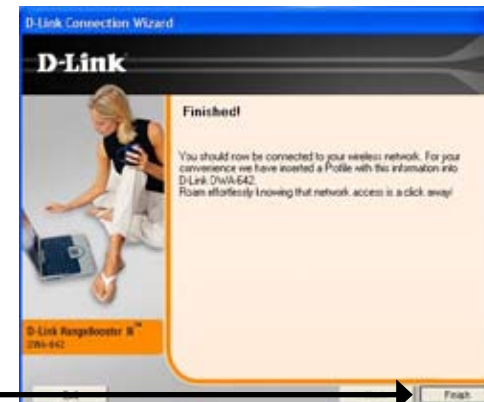 D-Link Connection Wizard
D-Link
Finished!
You should now be connected to your wireless network. For your
convenience we have inserted a Profile with this information into
D-Link DWA-642.
Roam effortlessly knowing that network access is a click away!
D-Link RangeBooster N™
DWA-642
Finish